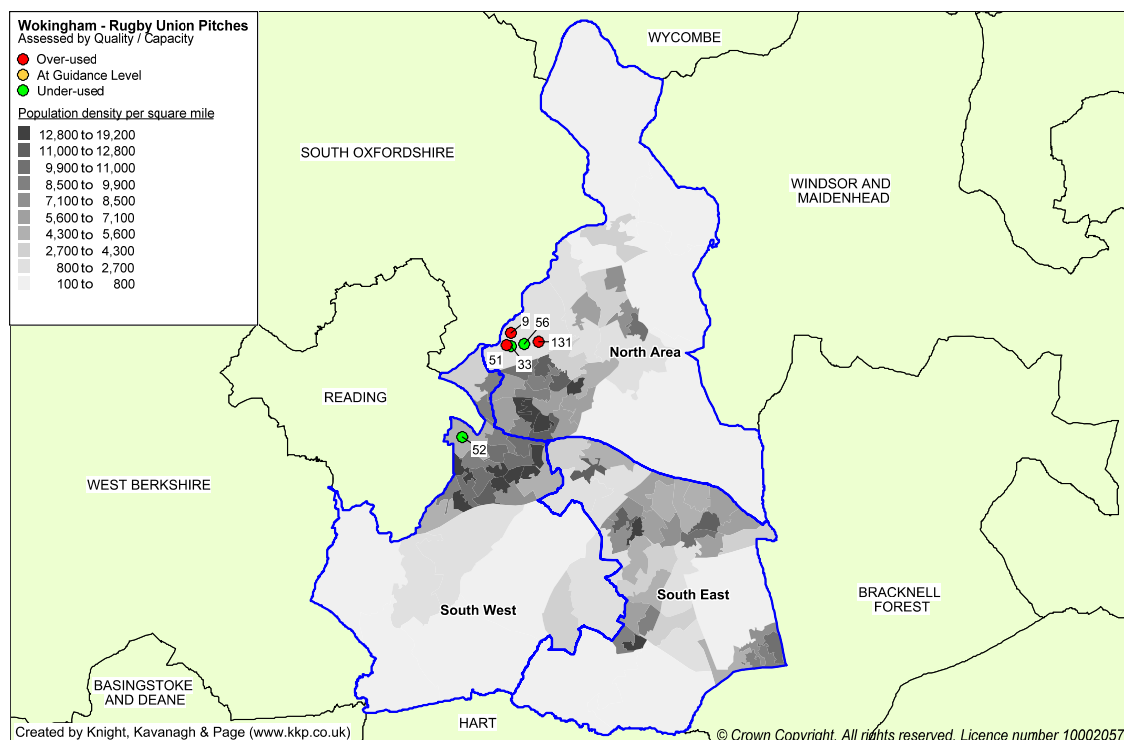 Wokingham - Rugby Union Pitches
Assessed by Quality / Capacity
Over-used
At Guidance Level
Under-used
Population density per square mile
12,800 to 19,200
11,000 to 12,800
9,900 to 11,000
8,500 to 9,900
7,100 to 8,500
5,600 to 7,100
4,300 to 5,600
2,700 to 4,300
800 to 2,700
100 to 800
WYCOMBE
SOUTH OXFORDSHIRE
WINDSOR AND
MAIDENHEAD
9
56
131
51
33
North Area
READING
52
WEST BERKSHIRE
South West
South East
BRACKNELL
FOREST
BASINGSTOKE
AND DEANE
HART
Created by Knight, Kavanagh & Page (www.kkp.co.uk)
© Crown Copyright. All rights reserved. Licence number 10002057